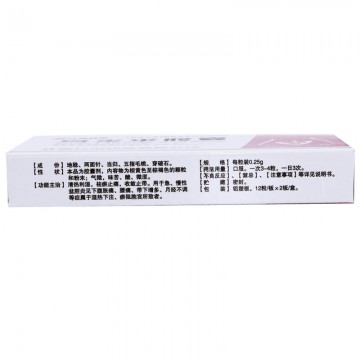 【成    份】地稔、两面针、当归、五指毛桃、穿破石。
【性    状】本品为胶囊剂，内容物为棕黄色至棕褐色的颗粒
和粉末；气微，味苦、酸、微涩。
【功能主治】清热利湿，祛瘀止痛，收敛止带。用于急、慢性
盆腔炎见下腹胀痛、腰痛、带下增多、月经不调
等症属于湿热下注、瘀阻胞宫所致者。
【规    格】每粒装0.25g
【用法用量】口服。一次3~4粒，一日3次。
【不良反应】、【禁忌】、【注意事项】等详见说明书。
【贮    藏】密封。
【包    装】铝塑板，12粒/板×2板/盒。